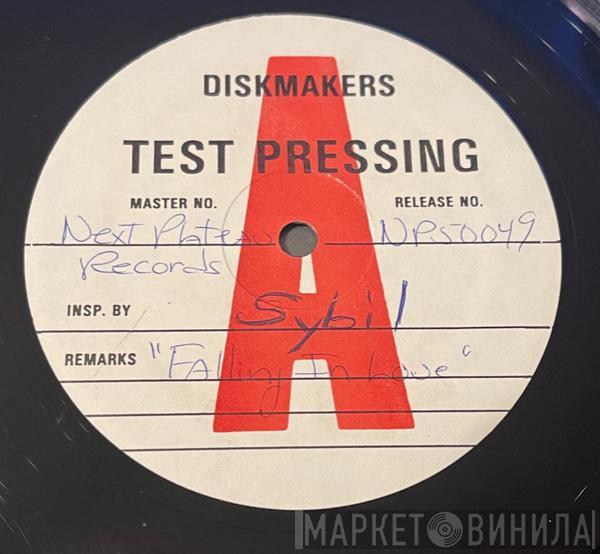 DISKMAKERS
TEST PRESSING
MASTER NO. RELEASE NO.
Next Plateau NP50049
Records
INSP. BY Sybil
REMARKS "Falling In Love"
A
МАРКЕТ ВИНИЛА